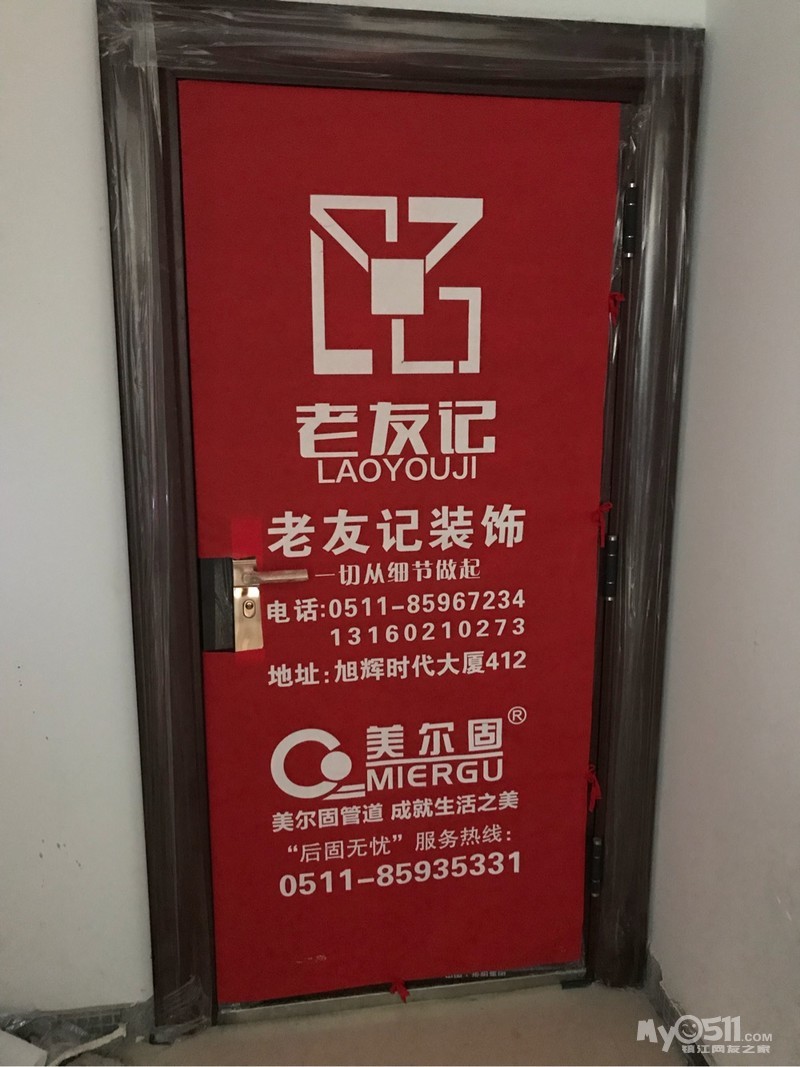 老友记
LAOYOUJI
老友记装饰
一切从细节做起
电话:0511-85967234
13160210273
地址:旭辉时代大厦412
美尔固®
MIERGU
美尔固管道 成就生活之美
“后固无忧”服务热线:
0511-85935331
My0511.COM
镇江网友之家